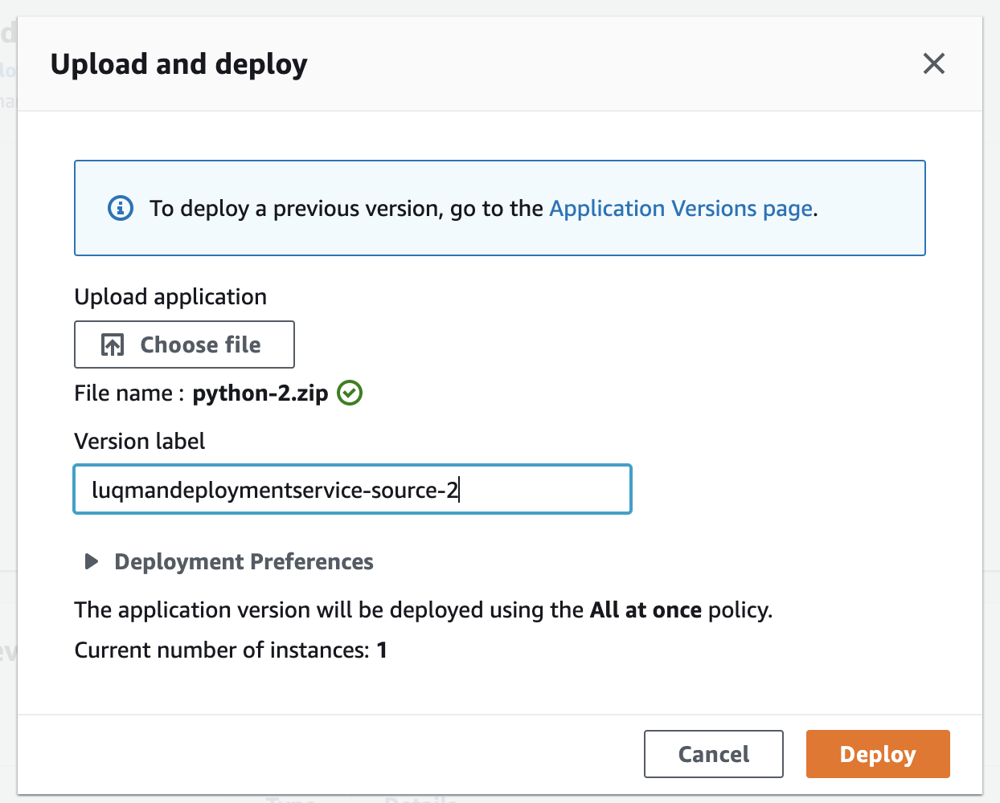 Upload and deploy
To deploy a previous version, go to the Application Versions page.
Upload application
Choose file
File name : python-2.zip
Version label
luqmandeploymentservice-source-2
Deployment Preferences
The application version will be deployed using the All at once policy.
Current number of instances: 1
Cancel
Deploy